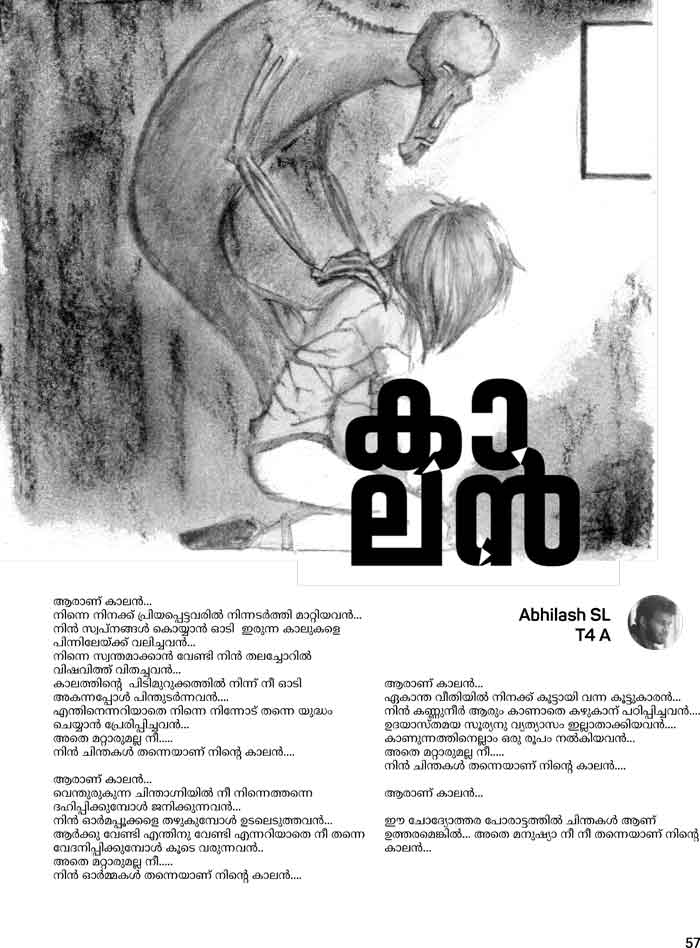 കാ
ലൻ
Abhilash SL
T4 A
ആരാണ് കാലൻ...
നിന്നെ നിനക്ക് പ്രിയപ്പെട്ടവരിൽ നിന്നടർത്തി മാറ്റിയവൻ...
നിൻ സ്വപ്നങ്ങൾ കൊയ്യാൻ ഓടി ഇരുന്ന കാലുകളെ
പിന്നിലേയ്ക്ക് വലിച്ചവൻ...
നിന്നെ സ്വന്തമാക്കാൻ വേണ്ടി നിൻ തലച്ചോറിൽ
വിഷവിത്ത് വിതച്ചവൻ...
കാലത്തിന്റെ പിടിമുറുക്കത്തിൽ നിന്ന് നീ ഓടി
അകന്നപ്പോൾ പിന്തുടർന്നവൻ....
എന്തിനെന്നറിയാതെ നിന്നെ നിന്നോട് തന്നെ യുദ്ധം
ചെയ്യാൻ പ്രേരിപ്പിച്ചവൻ...
അതെ മറ്റാരുമല്ല നീ.....
നിൻ ചിന്തകൾ തന്നെയാണ് നിന്റെ കാലൻ....
ആരാണ് കാലൻ...
വെന്തുരുകുന്ന ചിന്താഗ്നിയിൽ നീ നിന്നെത്തന്നെ
ദഹിപ്പിക്കുമ്പോൾ ജനിക്കുന്നവൻ...
നിൻ ഓർമപ്പൂക്കളെ തഴുകുമ്പോൾ ഉടലെടുത്തവൻ...
ആർക്കു വേണ്ടി എന്തിനു വേണ്ടി എന്നറിയാതെ നീ തന്നെ
വേദനിപ്പിക്കുമ്പോൾ കൂടെ വരുന്നവൻ..
അതെ മറ്റാരുമല്ല നീ.....
നിൻ ഓർമ്മകൾ തന്നെയാണ് നിന്റെ കാലൻ....
ആരാണ് കാലൻ...
ഏകാന്ത വീതിയിൽ നിനക്ക് കൂട്ടായി വന്ന കൂട്ടുകാരൻ...
നിൻ കണ്ണുനീർ ആരും കാണാതെ കഴുകാന് പഠിപ്പിച്ചവൻ....
ഉദയാസ്തമയ സൂര്യനു വ്യത്യാസം ഇല്ലാതാക്കിയവൻ....
കാണുന്നത്തിനെല്ലാം ഒരു രൂപം നൽകിയവൻ...
അതെ മറ്റാരുമല്ല നീ.....
നിൻ ചിന്തകൾ തന്നെയാണ് നിന്റെ കാലൻ....
ആരാണ് കാലൻ...
ഈ ചോദ്യോത്തര പോരാട്ടത്തിൽ ചിന്തകൾ ആണ്
ഉത്തരമെങ്കിൽ... അതെ മനുഷ്യാ നീ നീ തന്നെയാണ് നിന്റെ
കാലൻ...
57